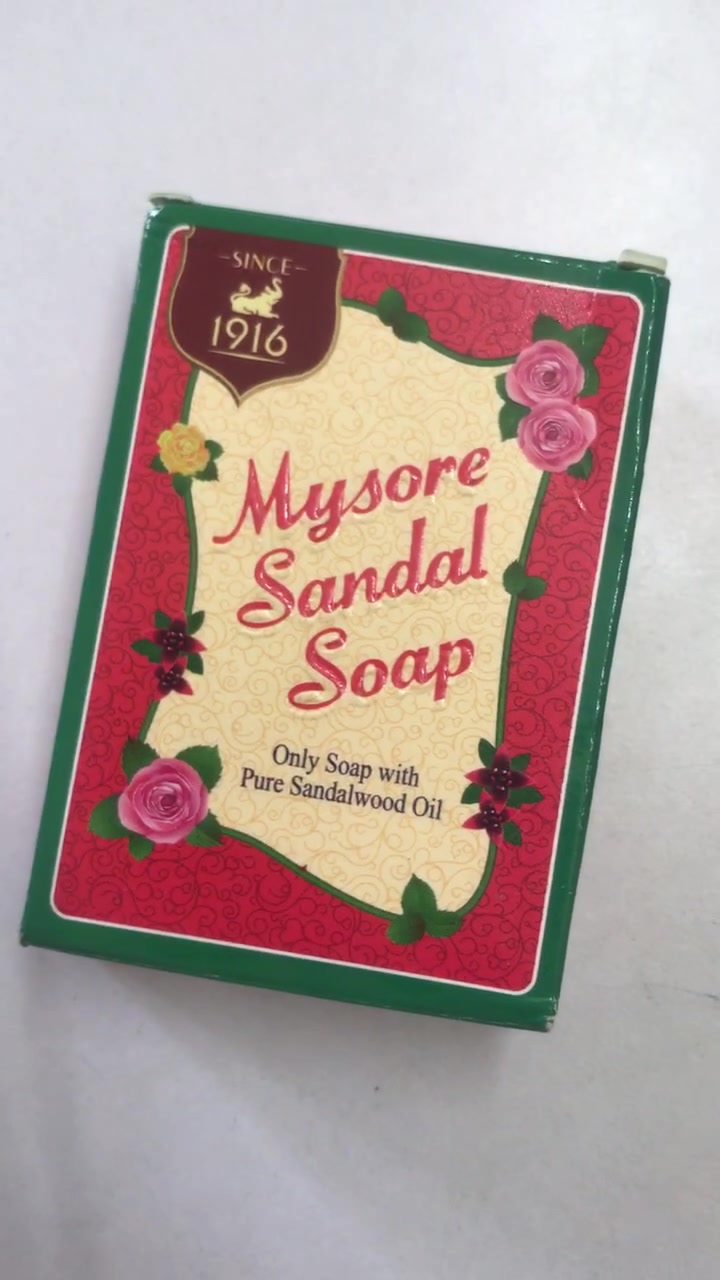 -SINCE-
1916
Mysore
Sandal
Soap
Only Soap with
Pure Sandalwood Oil